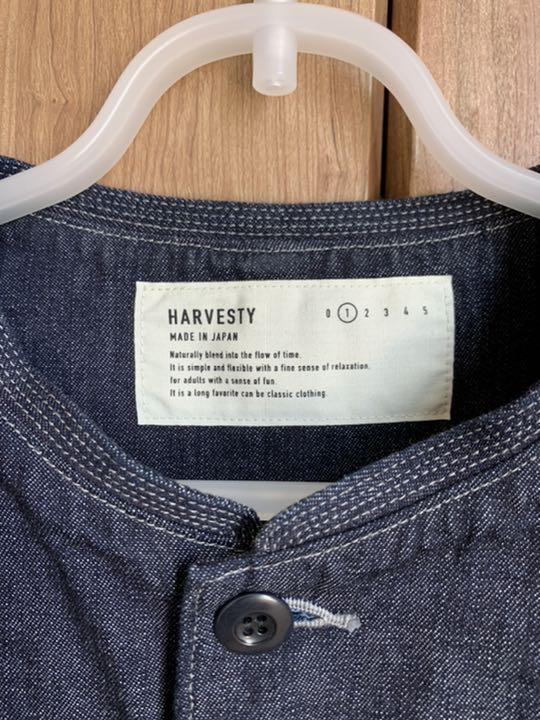 HARVESTY 0 1 2 3 4 5
MADE IN JAPAN
Naturally blend into the flow of time.
It is simple and flexible with a fine sense of relaxation.
for adults with a sense of fun.
It is a long favorite can be classic clothing.